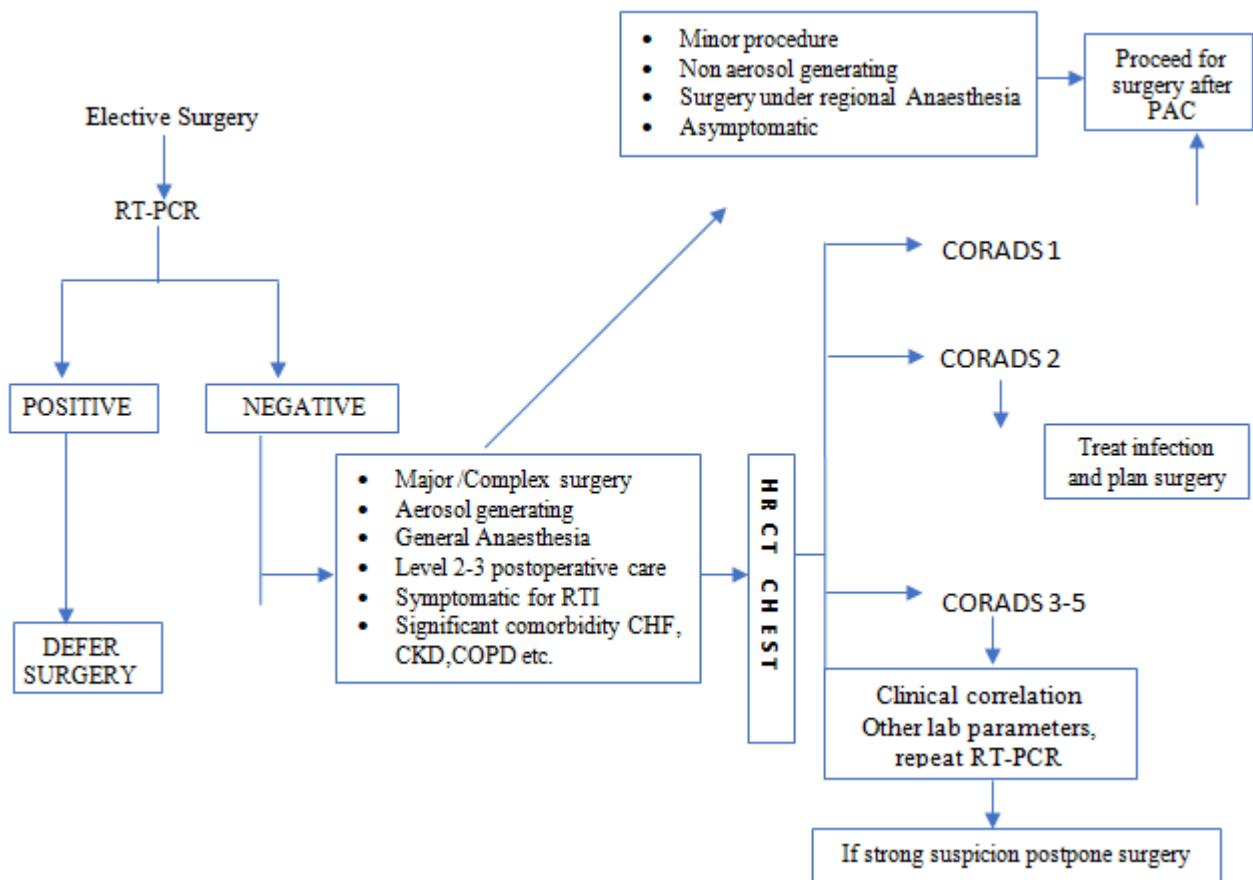 Elective Surgery
RT-PCR
POSITIVE
NEGATIVE
DEFER
SURGERY
• Major /Complex surgery
• Aerosol generating
• General Anaesthesia
• Level 2-3 postoperative care
• Symptomatic for RTI
• Significant comorbidity CHF,
CKD,COPD etc.
• Minor procedure
• Non aerosol generating
• Surgery under regional Anaesthesia
• Asymptomatic
Proceed for
surgery after
PAC
HR CT CHEST
CORADS 1
CORADS 2
Treat infection
and plan surgery
CORADS 3-5
Clinical correlation
Other lab parameters,
repeat RT-PCR
If strong suspicion postpone surgery